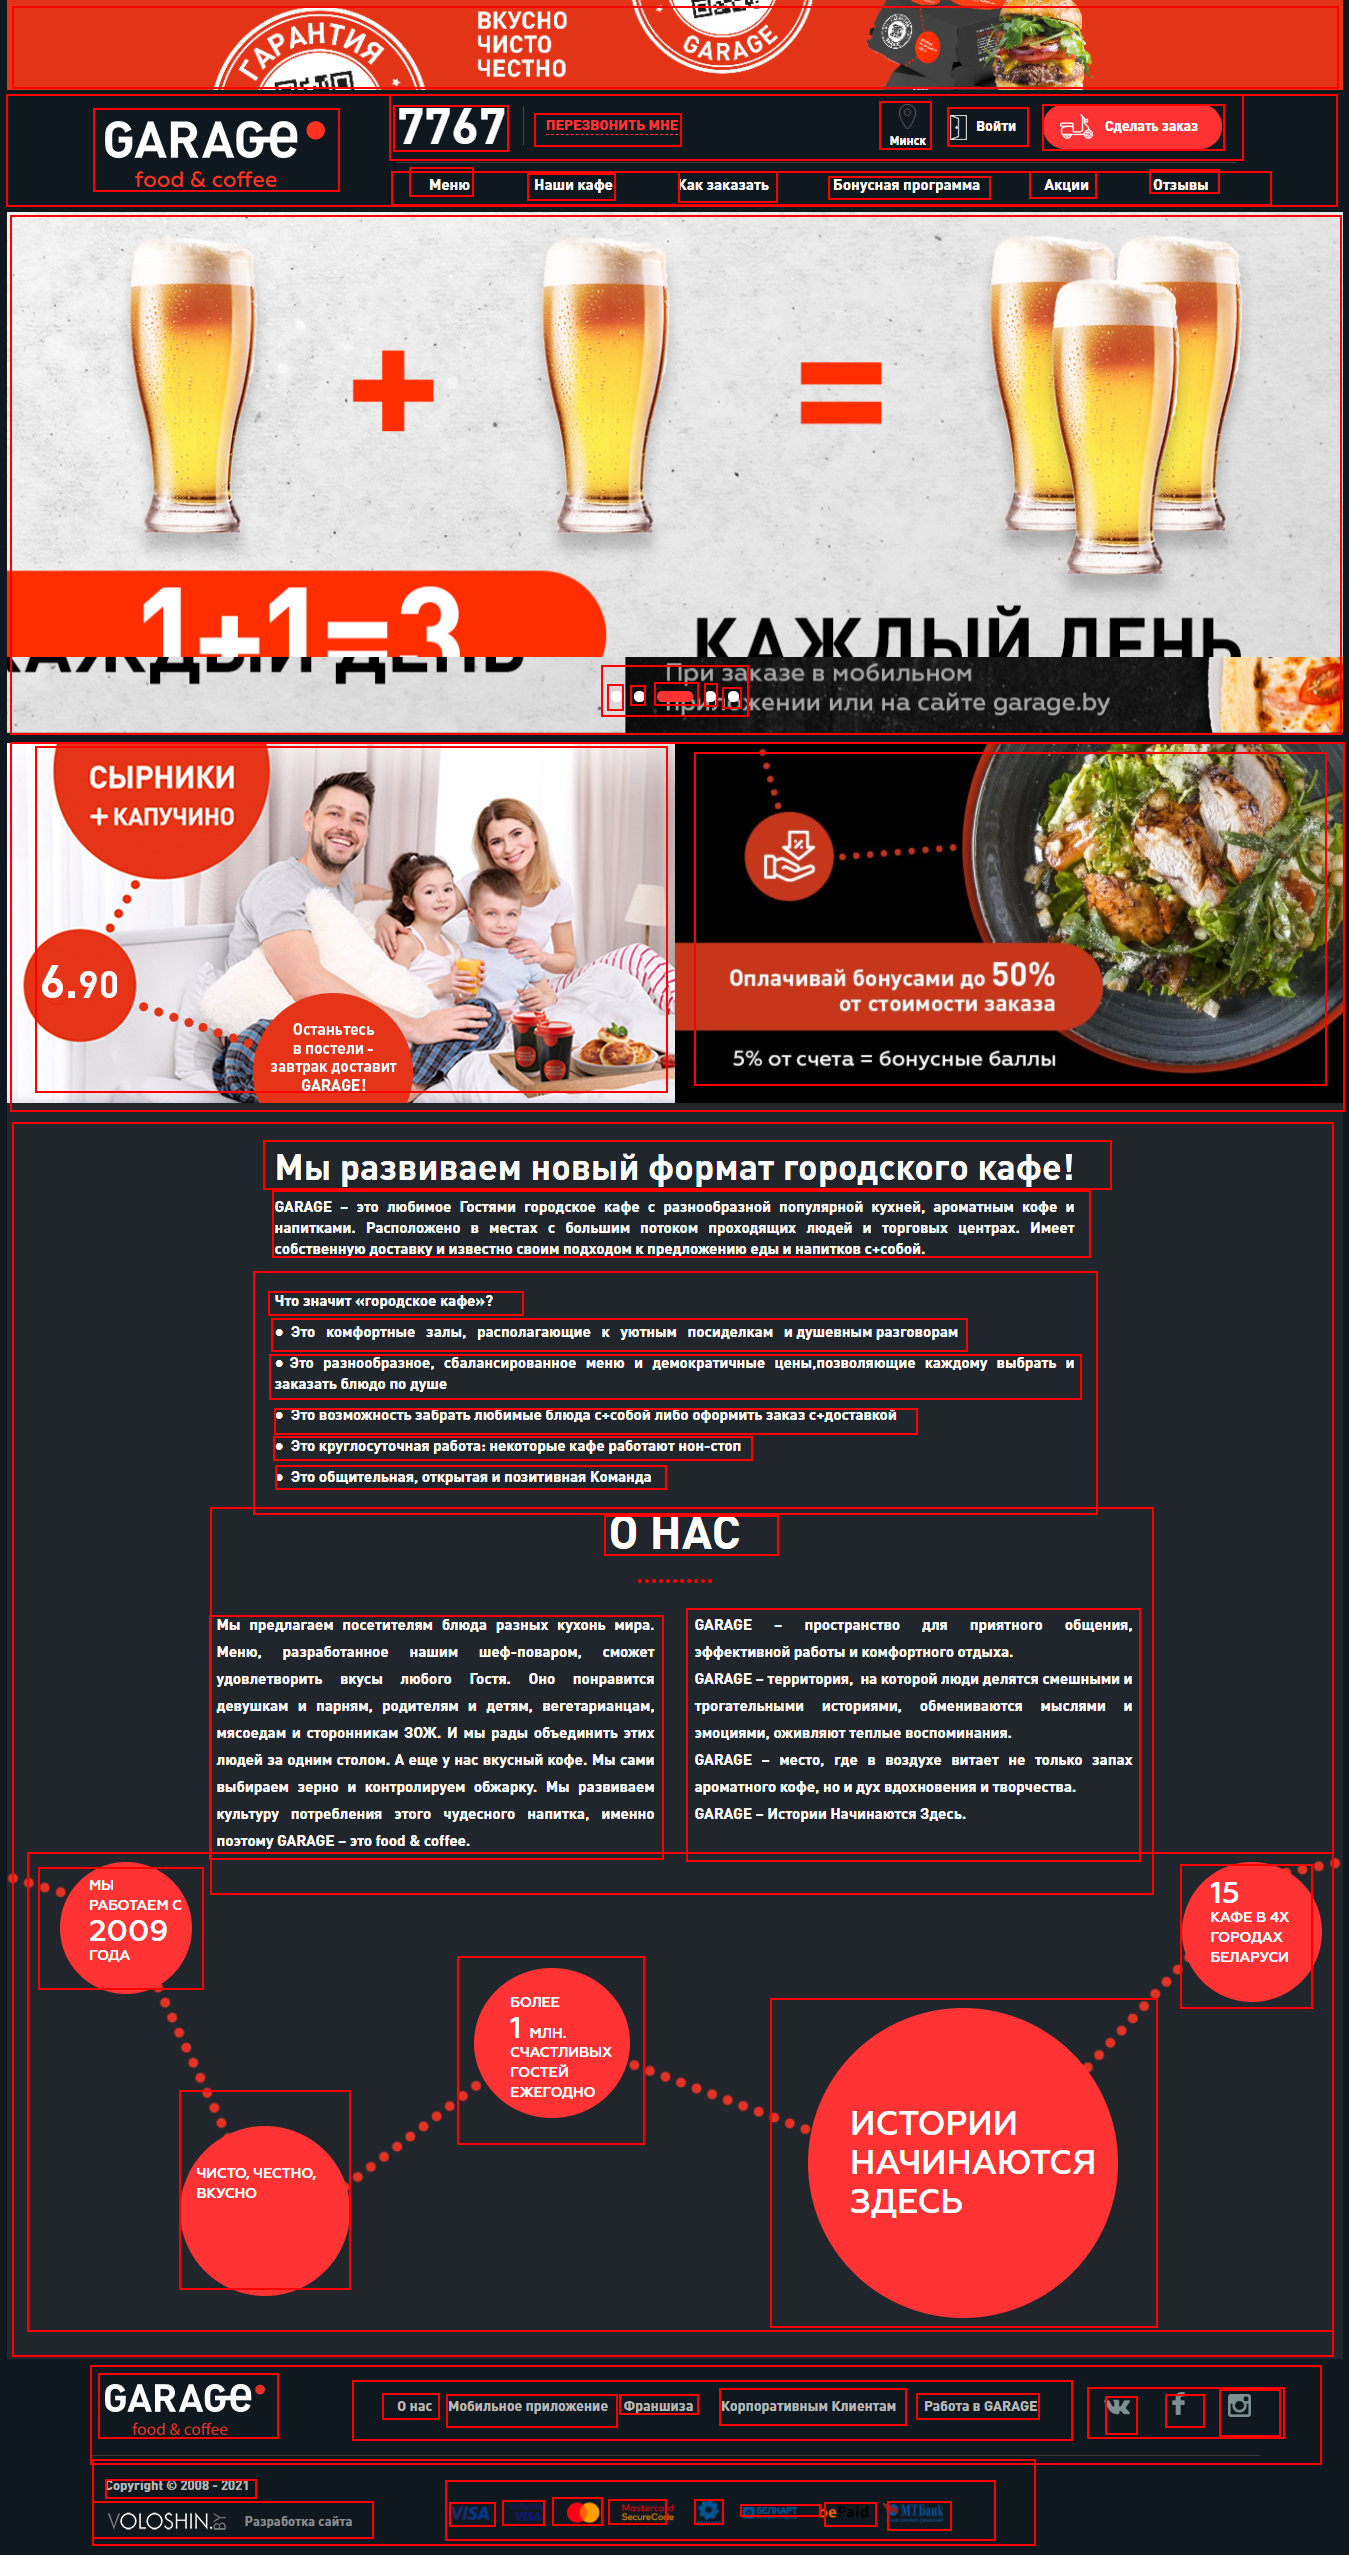 ГАРАНТИЯ
ВКУСНО
ЧИСТО
ЧЕСТНО
GARAGE
GARAGE
food & coffee
7767
ПЕРЕЗВОНИТЬ МНЕ
Минск
Войти
Сделать заказ
Меню
Наши кафе
Как заказать
Бонусная программа
Акции
Отзывы
+
=
1+1=3
КАЖДЫЙ ДЕНЬ
КАЖДЫЙ ДЕНЬ
При заказе в мобильном
приложении или на сайте garage.by
СЫРНИКИ
+ КАПУЧИНО
6.90
Останьтесь
в постели -
завтрак доставит
GARAGE!
Оплачивай бонусами до 50%
от стоимости заказа
5% от счета = бонусные баллы
Мы развиваем новый формат городского кафе!
GARAGE – это любимое Гостями городское кафе с разнообразной популярной кухней, ароматным кофе и
напитками. Расположено в местах с большим потоком проходящих людей и торговых центрах. Имеет
собственную доставку и известно своим подходом к предложению еды и напитков с+собой.
Что значит «городское кафе»?
● Это комфортные залы, располагающие к уютным посиделкам и душевным разговорам
● Это разнообразное, сбалансированное меню и демократичные цены,позволяющие каждому выбрать и
заказать блюдо по душе
● Это возможность забрать любимые блюда с+собой либо оформить заказ с+доставкой
● Это круглосуточная работа: некоторые кафе работают нон-стоп
● Это общительная, открытая и позитивная Команда
О НАС
Мы предлагаем посетителям блюда разных кухонь мира.
Меню, разработанное нашим шеф-поваром, сможет
удовлетворить вкусы любого Гостя. Оно понравится
девушкам и парням, родителям и детям, вегетарианцам,
мясоедам и сторонникам ЗОЖ. И мы рады объединить этих
людей за одним столом. А еще у нас вкусный кофе. Мы сами
выбираем зерно и контролируем обжарку. Мы развиваем
культуру потребления этого чудесного напитка, именно
поэтому GARAGE – это food & coffee.
GARAGE – пространство для приятного общения,
эффективной работы и комфортного отдыха.
GARAGE – территория, на которой люди делятся смешными и
трогательными историями, обмениваются мыслями и
эмоциями, оживляют теплые воспоминания.
GARAGE – место, где в воздухе витает не только запах
ароматного кофе, но и дух вдохновения и творчества.
GARAGE – Истории Начинаются Здесь.
МЫ
РАБОТАЕМ С
2009
ГОДА
15
КАФЕ В 4Х
ГОРОДАХ
БЕЛАРУСИ
БОЛЕЕ
1 МЛН.
СЧАСТЛИВЫХ
ГОСТЕЙ
ЕЖЕГОДНО
ЧИСТО, ЧЕСТНО,
ВКУСНО
ИСТОРИИ
НАЧИНАЮТСЯ
ЗДЕСЬ
GARAGE
food & coffee
О нас
Мобильное приложение
Франшиза
Корпоративным Клиентам
Работа в GARAGE
Copyright © 2008 - 2021
VOLOSHIN.BY
Разработка сайта
VISA
VISA
Mastercard
SecureCode
БЕЛКАРТ
bePaid
MTBank